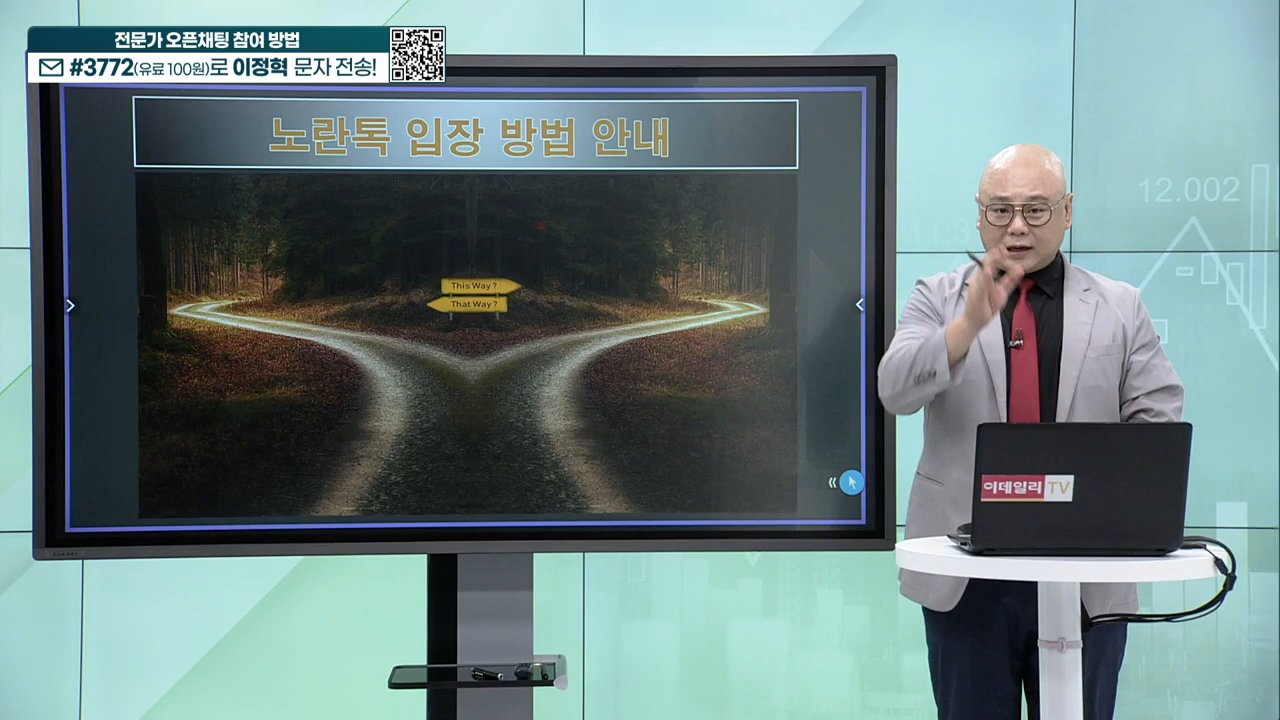 전문가 오픈채팅 참여 방법
#3772(유료 100원)로 이정혁 문자 전송!
노란톡 입장 방법 안내
This Way ?
That Way ?
12.002
이데일리 TV